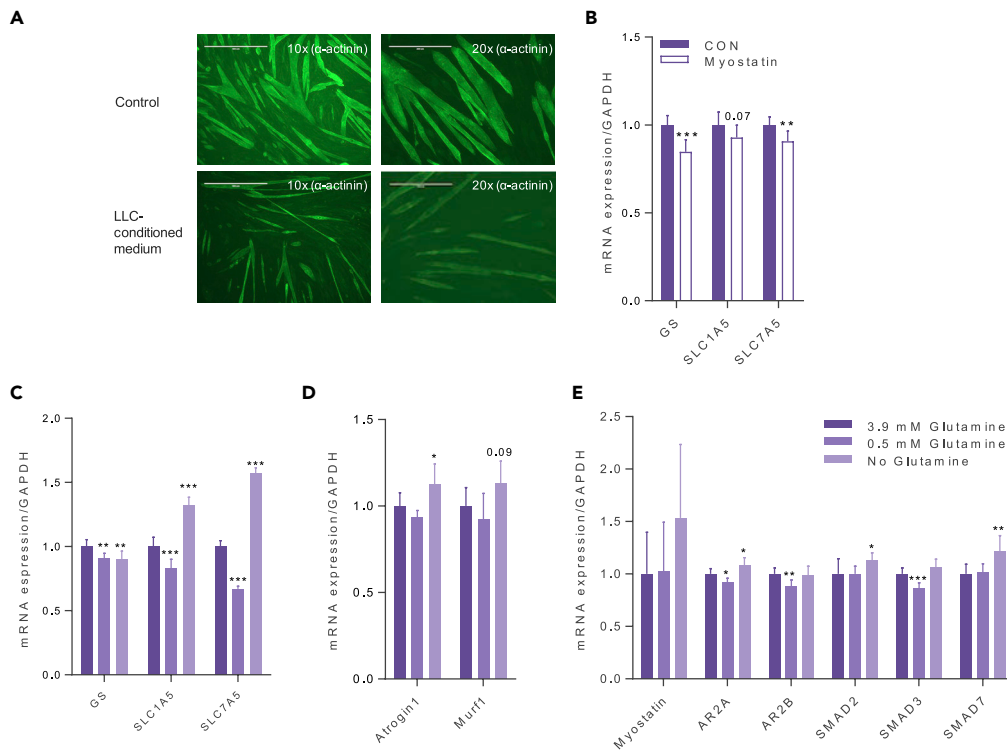 A
10x (α-actinin)
20x (α-actinin)
Control
10x (α-actinin)
20x (α-actinin)
LLC-
conditioned
medium
B
mRNA expression/GAPDH
1.5
1.0
0.5
0.0
CON
Myostatin
***
0.07
**
GS
SLC1A5
SLC7A5
C
mRNA espression/GAPDH
2.0
1.5
1.0
0.5
0.0
** **
***
***
***
***
GS
SLC1A5
SLC7A5
D
mRNA expression/GAPDH
1.5
1.0
0.5
0.0
*
0.09
Atrogin1
Murf1
E
mRNA expression/GAPDH
2.5
2.0
1.5
1.0
0.5
0.0
3.9 mM Glutamine
0.5 mM Glutamine
No Glutamine
*
*
**
*
***
**
Myostatin
AR2A
AR2B
SMAD2
SMAD3
SMAD7